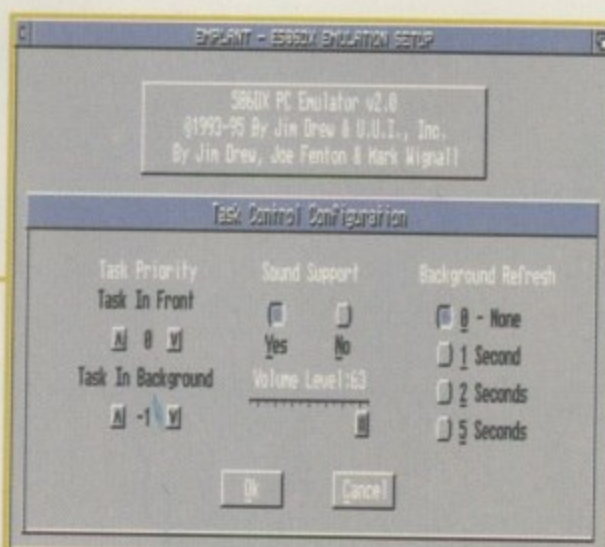 EMPLANT - E586DX EMULATION SETUP
586DX PC Emulator v2.0
@1993-95 By Jim Drew & U.U.I., Inc.
By Jim Drew, Joe Fenton & Mark Wignall
Task Control Configuration
Task Priority
Task In Front
0
Task In Background
-1
Sound Support
Yes No
Volume Level:63
Background Refresh
0 - None
1 Second
2 Seconds
5 Seconds
Ok Cancel